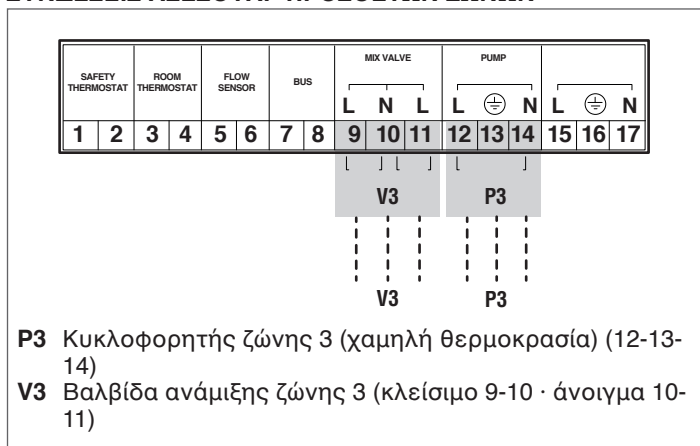 MIX VALVE PUMP
SAFETY THERMOSTAT ROOM THERMOSTAT FLOW SENSOR BUS
L N L L N L N
1 2 3 4 5 6 7 8 9 10 11 12 13 14 15 16 17
V3 P3
V3 P3
P3 Κυκλοφορητής ζώνης 3 (χαμηλή θερμοκρασία) (12-13-
14)
V3 Βαλβίδα ανάμιξης ζώνης 3 (κλείσιμο 9-10 · άνοιγμα 10-
11)